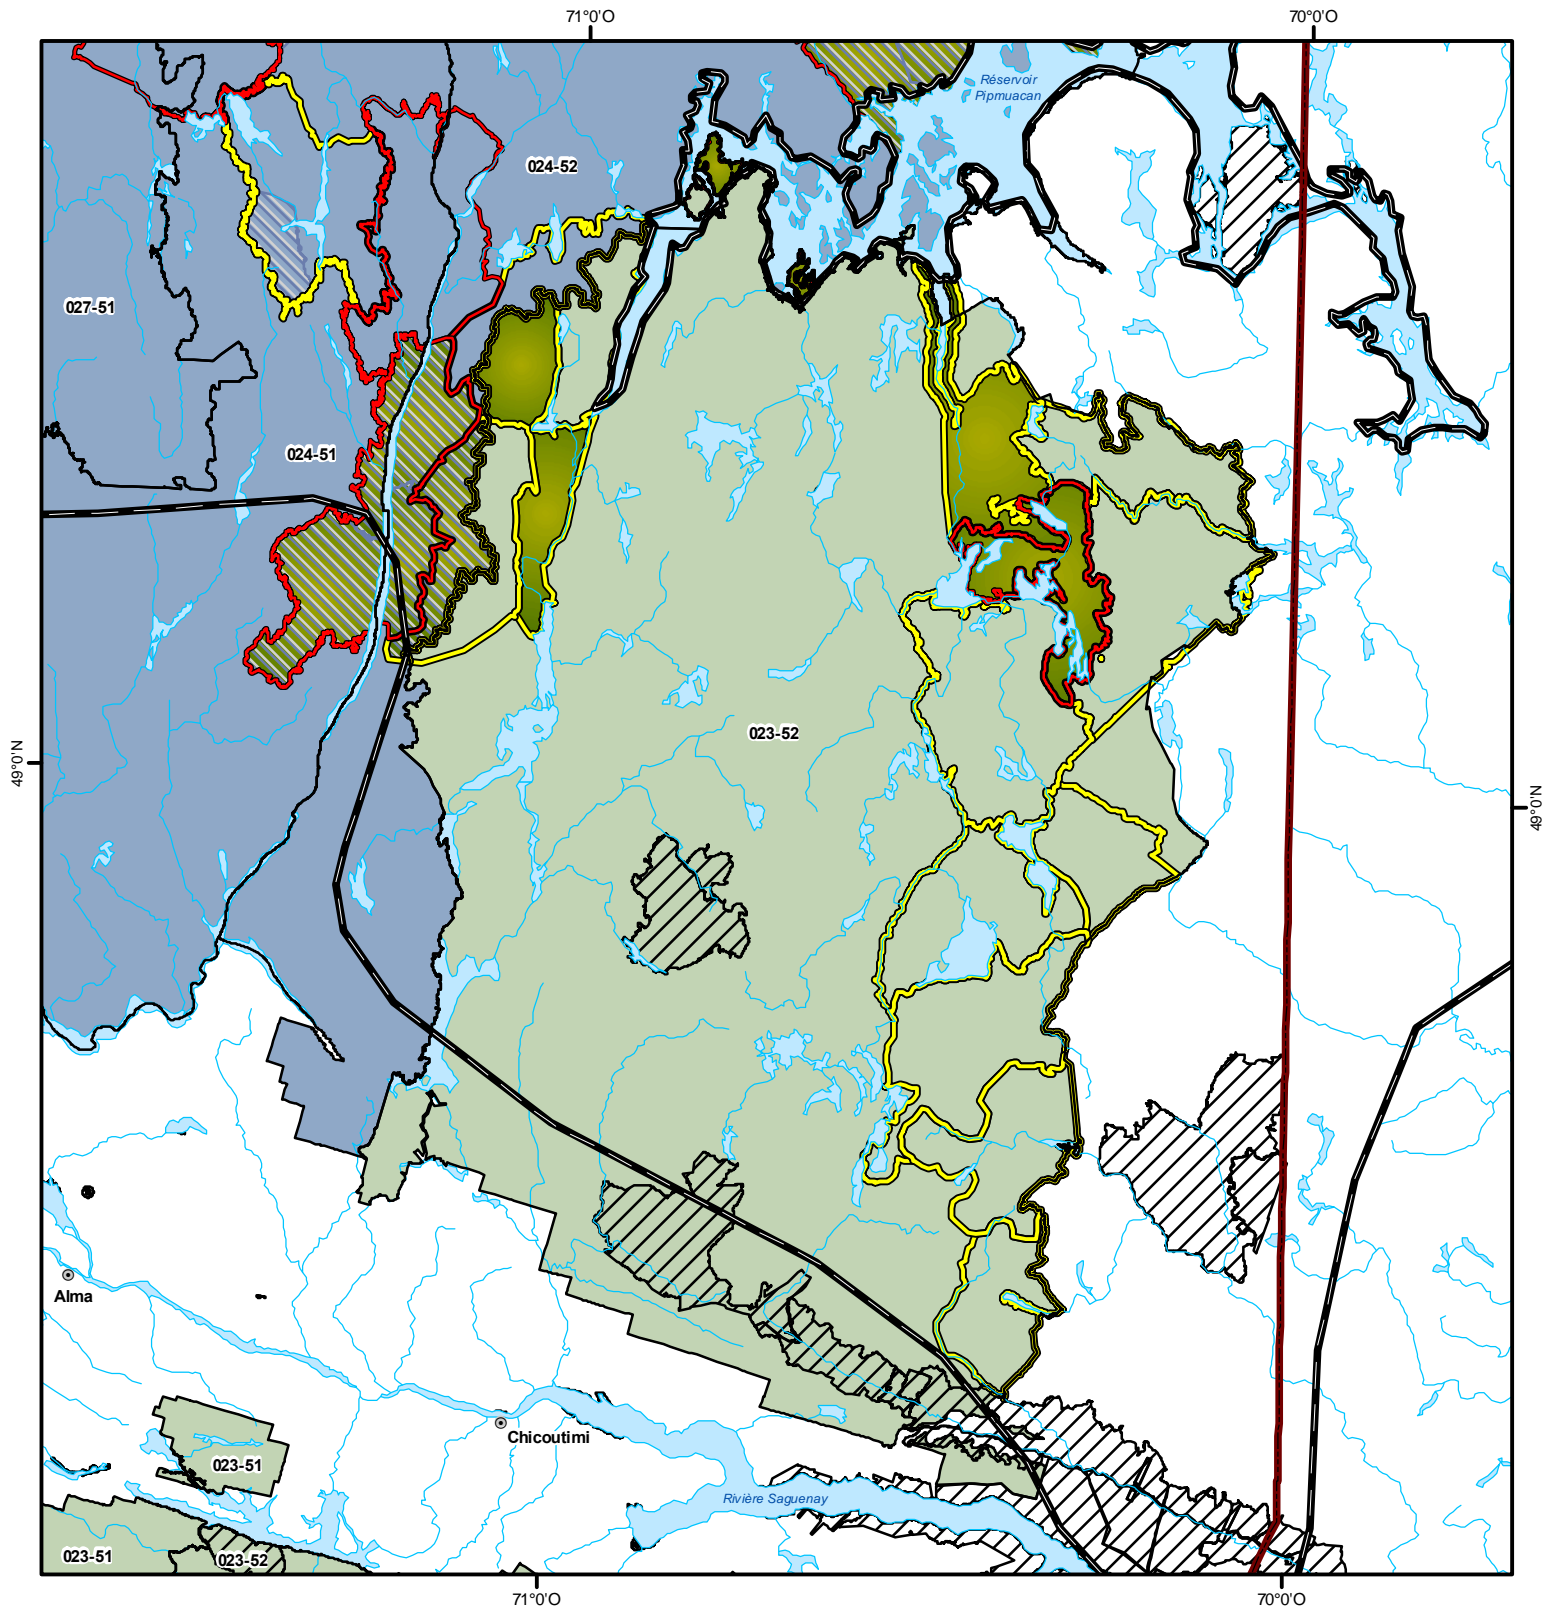 71°0'O
70°0'O
Réservoir
Pipmuacan
024-52
027-51
024-51
023-52
49°0'N
49°0'N
Alma
Chicoutimi
023-51
Rivière Saguenay
023-51
023-52
71°0'O
70°0'O